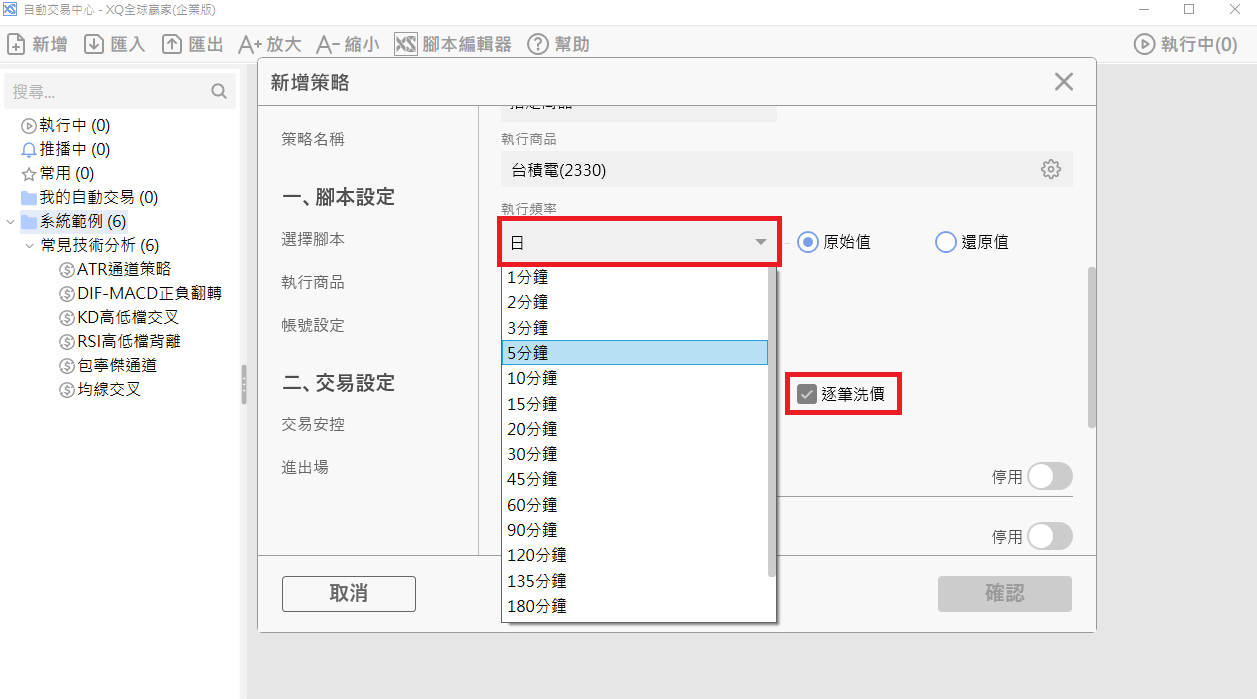 自動交易中心 - XQ全球贏家(企業版)
新增 匯入 匯出 A+ 放大 A- 縮小 XS 腳本編輯器 ? 幫助 執行中(0)
搜尋...
執行中 (0)
推播中 (0)
常用 (0)
我的自動交易 (0)
系統範例 (6)
常見技術分析 (6)
ATR通道策略
DIF-MACD正負翻轉
KD高低檔交叉
RSI高低檔背離
包寧傑通道
均線交叉
新增策略
策略名稱
一、腳本設定
選擇腳本
執行商品
帳號設定
二、交易設定
交易安控
進出場
指定商品
執行商品
台積電(2330)
執行頻率
日
原始值
還原值
1分鐘
2分鐘
3分鐘
5分鐘
10分鐘
15分鐘
20分鐘
30分鐘
45分鐘
60分鐘
90分鐘
120分鐘
135分鐘
180分鐘
逐筆洗價
停用
停用
取消
確認